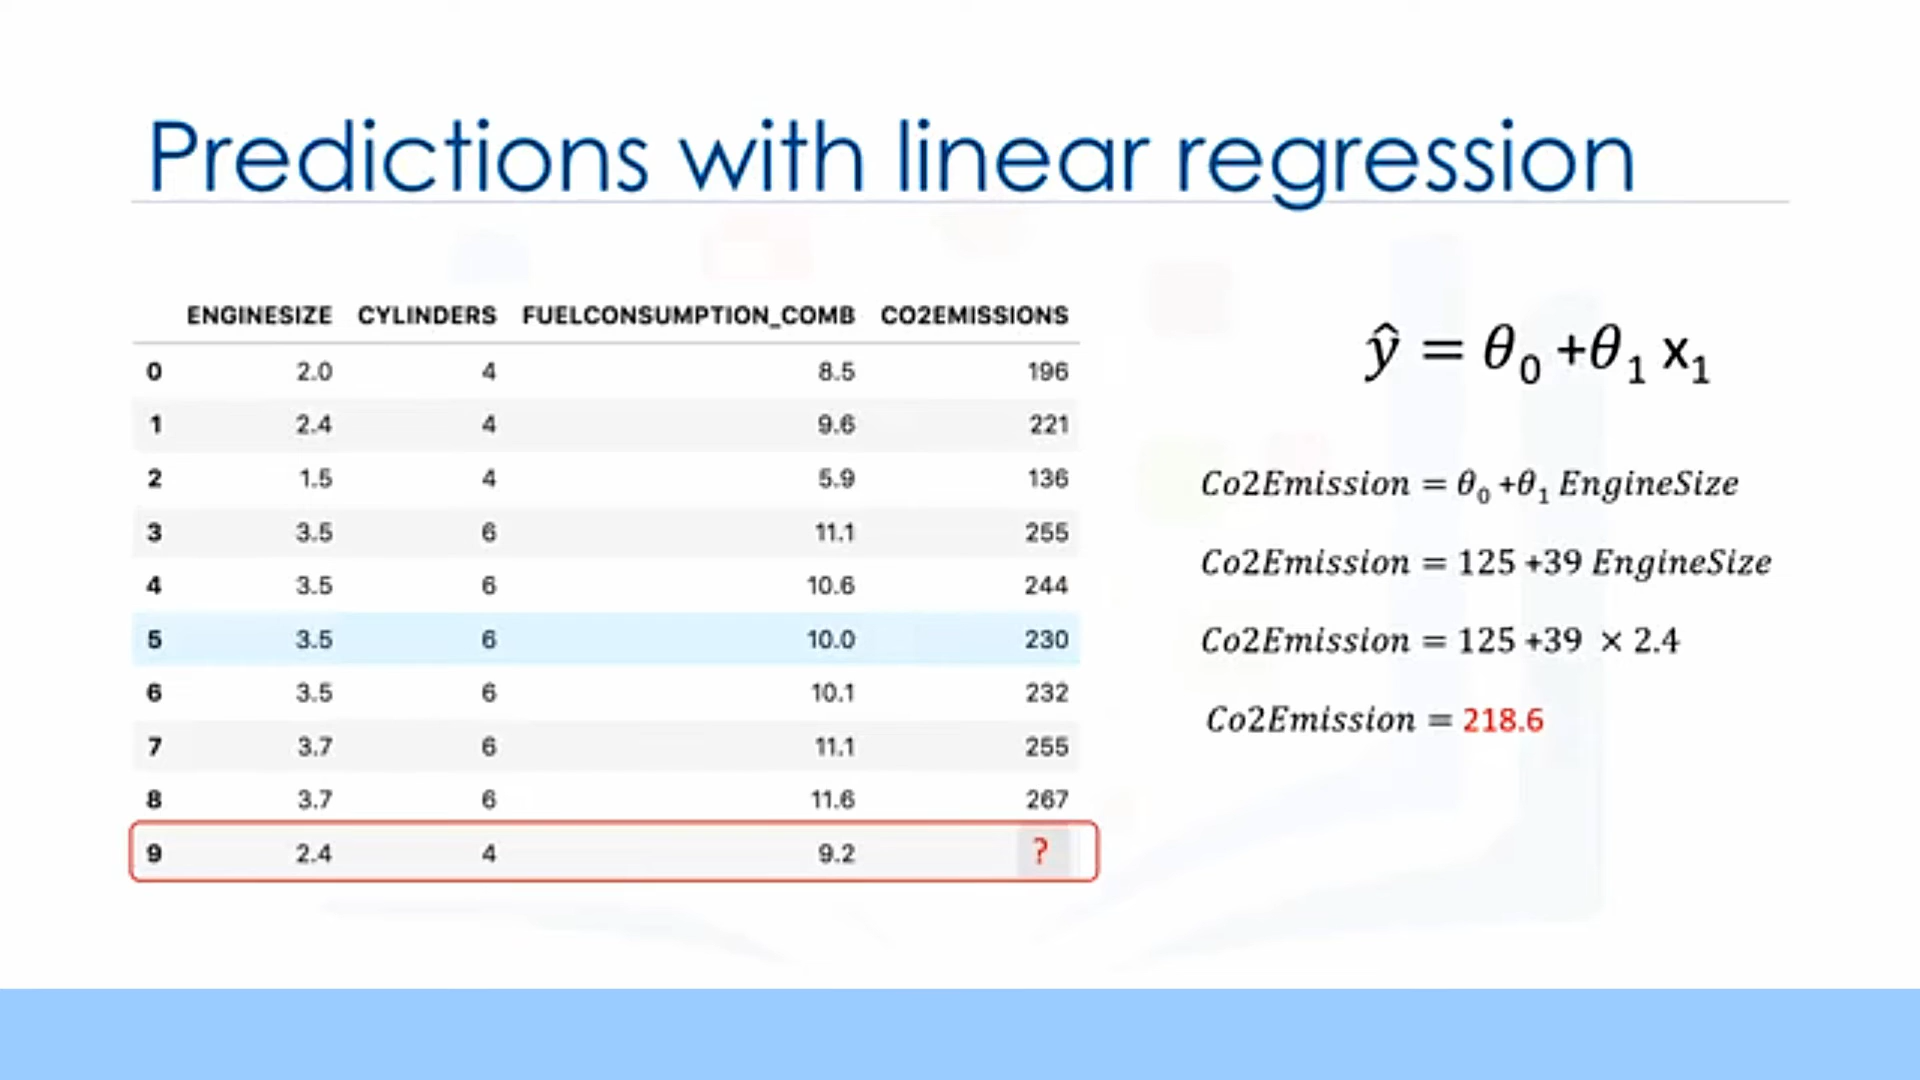 Predictions with linear regression
ENGINESIZE CYLINDERS FUELCONSUMPTION_COMB CO2EMISSIONS
0 2.0 4 8.5 196
1 2.4 4 9.6 221
2 1.5 4 5.9 136
3 3.5 6 11.1 255
4 3.5 6 10.6 244
5 3.5 6 10.0 230
6 3.5 6 10.1 232
7 3.7 6 11.1 255
8 3.7 6 11.6 267
9 2.4 4 9.2 ?
ŷ = θ₀ +θ₁ x₁
Co2Emission = θ₀ +θ₁ EngineSize
Co2Emission = 125 +39 EngineSize
Co2Emission = 125 +39 × 2.4
Co2Emission = 218.6